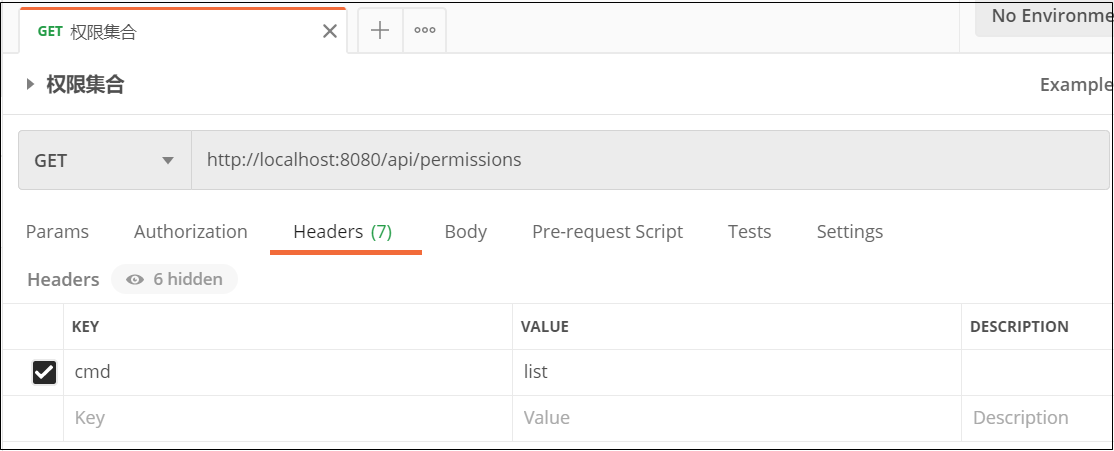 GET 权限集合
No Environme
权限集合
Example
GET http://localhost:8080/api/permissions
Params Authorization Headers (7) Body Pre-request Script Tests Settings
Headers 6 hidden
KEY VALUE DESCRIPTION
cmd list
Key Value Description